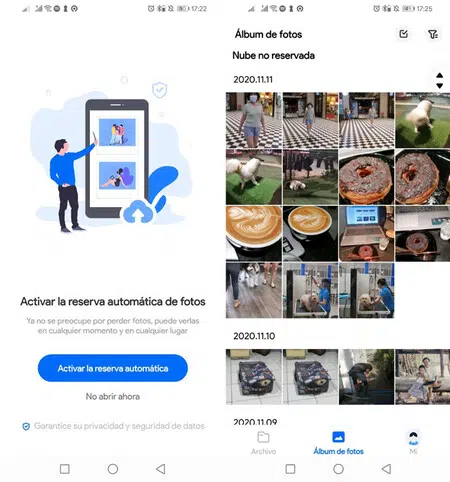 17:22
Activar la reserva automática de fotos
Ya no se preocupe por perder fotos, puede verlas
en cualquier momento y en cualquier lugar
Activar la reserva automática
No abrir ahora
Garantice su privacidad y seguridad de datos
17:25
Álbum de fotos
Nube no reservada
2020.11.11
2020.11.10
2020.11.09
Archivo
Álbum de fotos
Mi